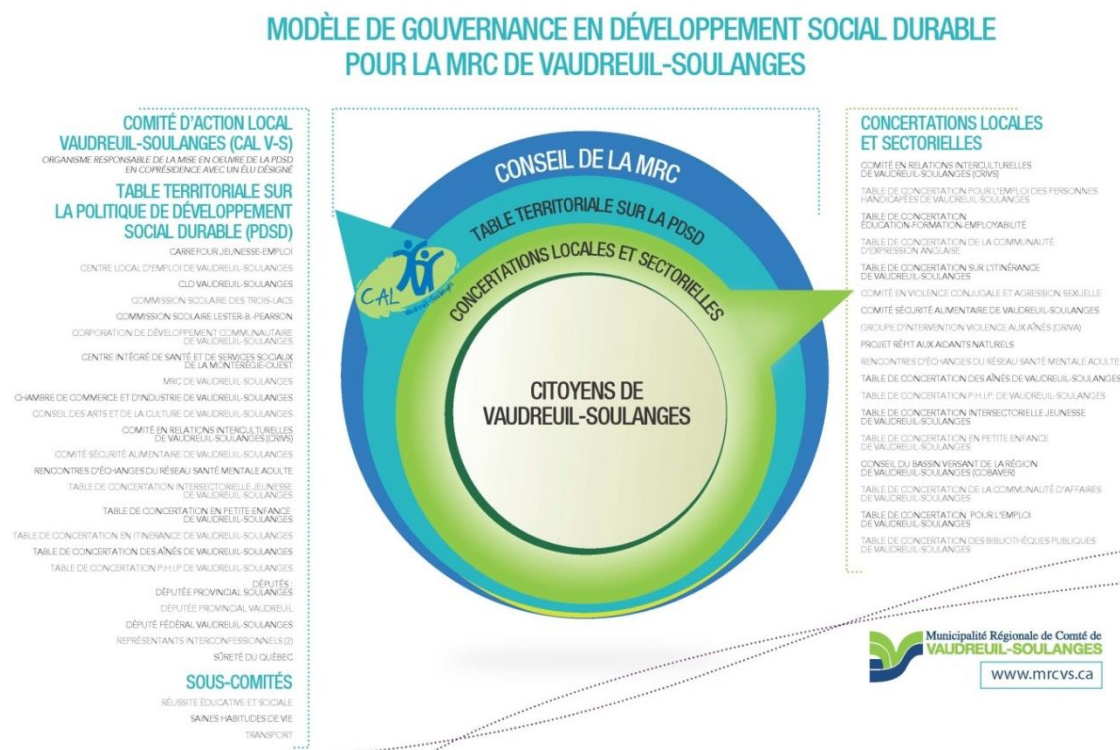 MODÈLE DE GOUVERNANCE EN DÉVELOPPEMENT SOCIAL DURABLE
POUR LA MRC DE VAUDREUIL-SOULANGES
COMITÉ D'ACTION LOCAL
VAUDREUIL-SOULANGES (CAL V-S)
ORGANISME RESPONSABLE DE LA MISE EN OEUVRE DE LA PDSD
EN COPRÉSIDENCE AVEC UN ÉLU DÉSIGNÉ
TABLE TERRITORIALE SUR
LA POLITIQUE DE DÉVELOPPEMENT
SOCIAL DURABLE (PDSD)
CARREFOUR JEUNESSE-EMPLOI
CENTRE LOCAL D'EMPLOI DE VAUDREUIL-SOULANGES
CLD VAUDREUIL-SOULANGES
COMMISSION SCOLAIRE DES TROIS-LACS
COMMISSION SCOLAIRE LESTER-B.-PEARSON
CORPORATION DE DÉVELOPPEMENT COMMUNAUTAIRE
DE VAUDREUIL-SOULANGES
CENTRE INTÉGRÉ DE SANTÉ ET DE SERVICES SOCIAUX
DE LA MONTÉRÉGIE-OUEST
MRC DE VAUDREUIL-SOULANGES
CHAMBRE DE COMMERCE ET D'INDUSTRIE DE VAUDREUIL-SOULANGES
CONSEIL DES ARTS ET DE LA CULTURE DE VAUDREUIL-SOULANGES
COMITÉ EN RELATIONS INTERCULTURELLES
DE VAUDREUIL-SOULANGES (CRIVS)
COMITÉ SÉCURITÉ ALIMENTAIRE DE VAUDREUIL-SOULANGES
RENCONTRES D'ÉCHANGES DU RÉSEAU SANTÉ MENTALE ADULTE
TABLE DE CONCERTATION INTERSECTORIELLE JEUNESSE
DE VAUDREUIL-SOULANGES
TABLE DE CONCERTATION EN PETITE ENFANCE
DE VAUDREUIL-SOULANGES
TABLE DE CONCERTATION EN ITINERANCE DE VAUDREUIL-SOULANGES
TABLE DE CONCERTATION DES AÎNÉS DE VAUDREUIL-SOULANGES
TABLE DE CONCERTATION P.H.I.P DE VAUDREUIL-SOULANGES
DÉPUTÉS :
DÉPUTÉE PROVINCIAL SOULANGES
DÉPUTÉE PROVINCIAL VAUDREUIL
DÉPUTÉ FÉDÉRAL VAUDREUIL-SOULANGES
REPRÉSENTANTS INTERCONFESSIONNELS (2)
SÛRETÉ DU QUÉBEC
SOUS-COMITÉS
RÉUSSITE ÉDUCATIVE ET SOCIALE
SAINES HABITUDES DE VIE
TRANSPORT
CONSEIL DE LA MRC
TABLE TERRITORIALE SUR LA PDSD
CONCERTATIONS LOCALES ET SECTORIELLES
CAL
Vaudreuil-Soulanges
CITOYENS DE
VAUDREUIL-SOULANGES
CONCERTATIONS LOCALES
ET SECTORIELLES
COMITÉ EN RELATIONS INTERCULTURELLES
DE VAUDREUIL-SOULANGES (CRIVS)
TABLE DE CONCERTATION POUR L'EMPLOI DES PERSONNES
HANDICAPÉES DE VAUDREUIL-SOULANGES
TABLE DE CONCERTATION
ÉDUCATION-FORMATION-EMPLOYABILITÉ
TABLE DE CONCERTATION DE LA COMMUNAUTÉ
D'EXPRESSION ANGLAISE
TABLE DE CONCERTATION SUR L'ITINÉRANCE
DE VAUDREUIL-SOULANGES
COMITÉ EN VIOLENCE CONJUGALE ET AGRESSION SEXUELLE
COMITÉ SÉCURITÉ ALIMENTAIRE DE VAUDREUIL-SOULANGES
GROUPE D'INTERVENTION VIOLENCE AUX AÎNÉS (GRIVA)
PROJET RÉPIT AUX AIDANTS NATURELS
RENCONTRES D'ÉCHANGES DU RÉSEAU SANTÉ MENTALE ADULTE
TABLE DE CONCERTATION DES AÎNÉS DE VAUDREUIL-SOULANGES
TABLE DE CONCERTATION P.H.I.P. DE VAUDREUIL-SOULANGES
TABLE DE CONCERTATION INTERSECTORIELLE JEUNESSE
DE VAUDREUIL-SOULANGES
TABLE DE CONCERTATION EN PETITE ENFANCE
DE VAUDREUIL-SOULANGES
CONSEIL DU BASSIN VERSANT DE LA RÉGION
DE VAUDREUIL-SOULANGES (COBAVER)
TABLE DE CONCERTATION DE LA COMMUNAUTÉ D'AFFAIRES
DE VAUDREUIL-SOULANGES
TABLE DE CONCERTATION POUR L'EMPLOI
DE VAUDREUIL-SOULANGES
TABLE DE CONCERTATION DES BIBLIOTHÈQUES PUBLIQUES
DE VAUDREUIL-SOULANGES
Municipalité Régionale de Comté de
VAUDREUIL-SOULANGES
www.mrcvs.ca